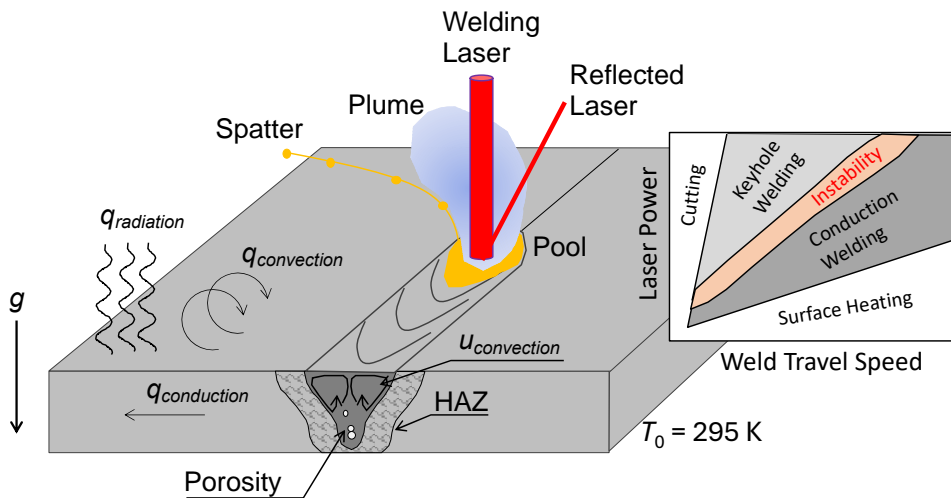 Welding
Laser
Reflected
Laser
Plume
Spatter
q_radiation
q_convection
Pool
g
u_convection
q_conduction
HAZ
Porosity
T_0 = 295 K
Laser Power
Cutting
Keyhole
Welding
Instability
Conduction
Welding
Surface Heating
Weld Travel Speed